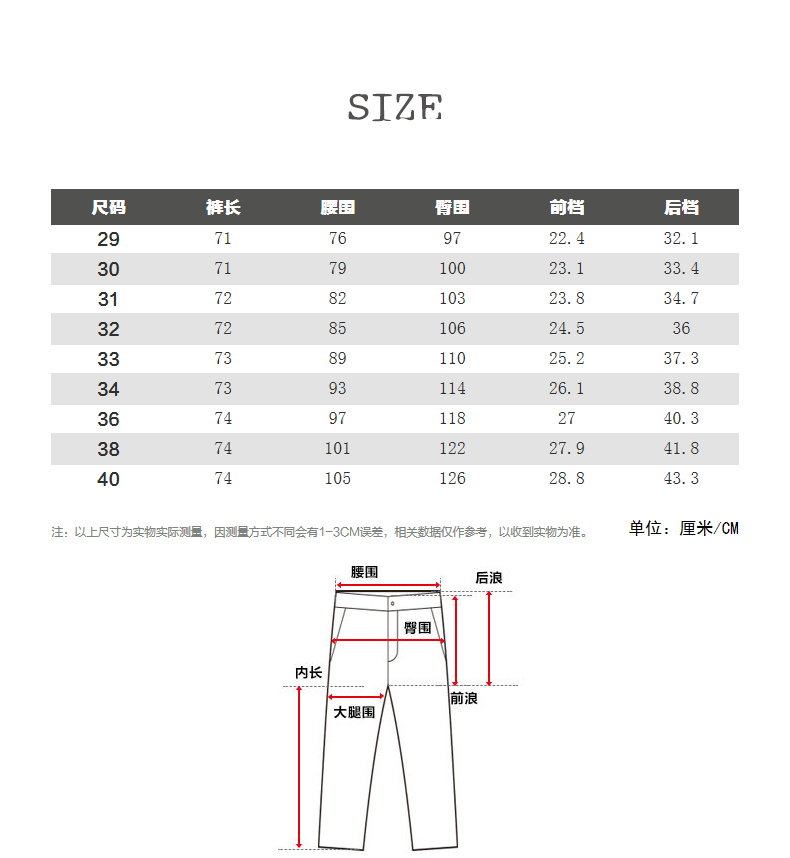 SIZE
尺码 裤长 腰围 臀围 前档 后档
29 71 76 97 22.4 32.1
30 71 79 100 23.1 33.4
31 72 82 103 23.8 34.7
32 72 85 106 24.5 36
33 73 89 110 25.2 37.3
34 73 93 114 26.1 38.8
36 74 97 118 27 40.3
38 74 101 122 27.9 41.8
40 74 105 126 28.8 43.3
注：以上尺寸为实物实际测量，因测量方式不同会有1-3CM误差，相关数据仅作参考，以收到实物为准。
单位：厘米/CM
腰围
后浪
臀围
内长
前浪
大腿围